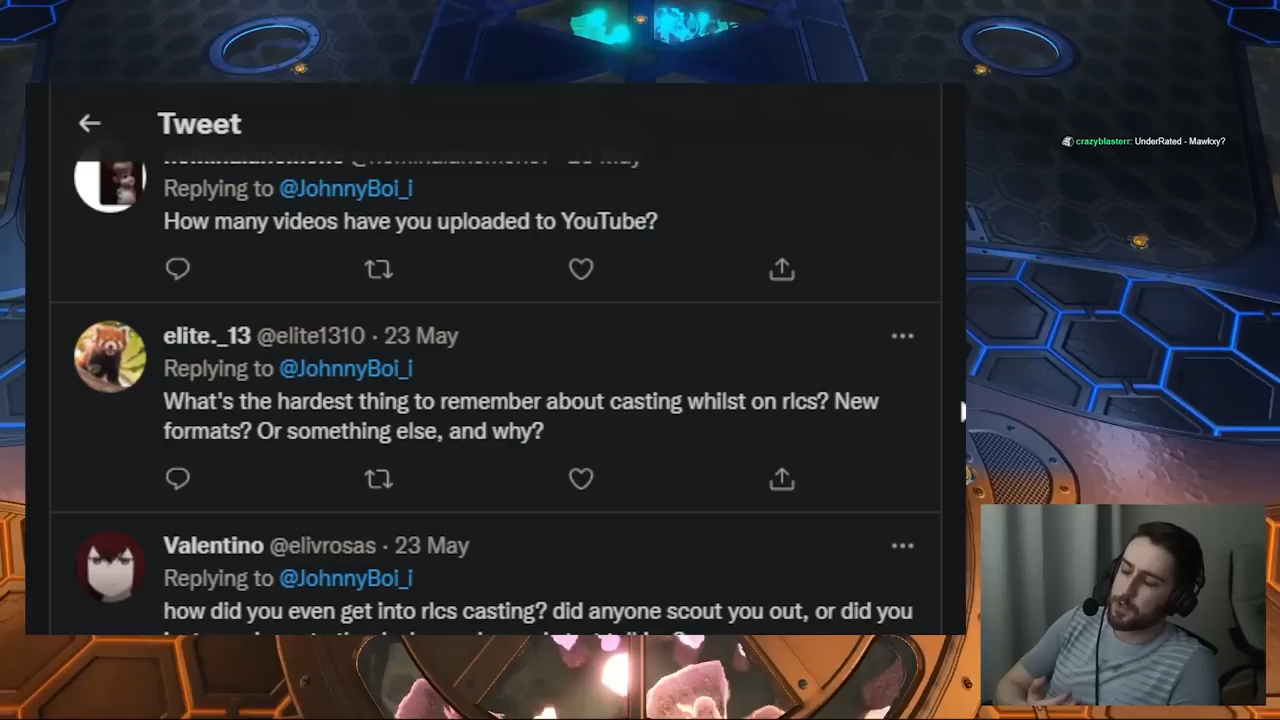 Tweet
23 May
Replying to @JohnnyBoi_i
How many videos have you uploaded to YouTube?
elite._13 @elite1310 · 23 May
Replying to @JohnnyBoi_i
What's the hardest thing to remember about casting whilst on rlcs? New
formats? Or something else, and why?
Valentino @elivrosas · 23 May
Replying to @JohnnyBoi_i
how did you even get into rlcs casting? did anyone scout you out, or did you
crazyblasterr: UnderRated - Mawkxy?